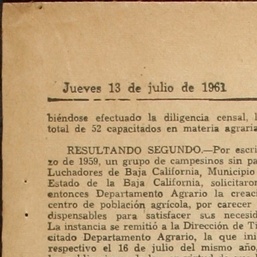 Jueves 13 de julio de 1961
biéndose efectuado la diligencia censal,
total de 52 capacitados en materia agraria
RESULTANDO SEGUNDO.—Por escri
zo de 1959, un grupo de campesinos sin pa
Luchadores de Baja California, Municipio
Estado de la Baja California, solicitaron
entonces Departamento Agrario la creaci
centro de población agrícola, por carecer
dispensables para satisfacer sus necesid
La instancia se remitió a la Dirección de Ti
citado Departamento Agrario, la que ini
respectivo el 16 de julio del mismo año,